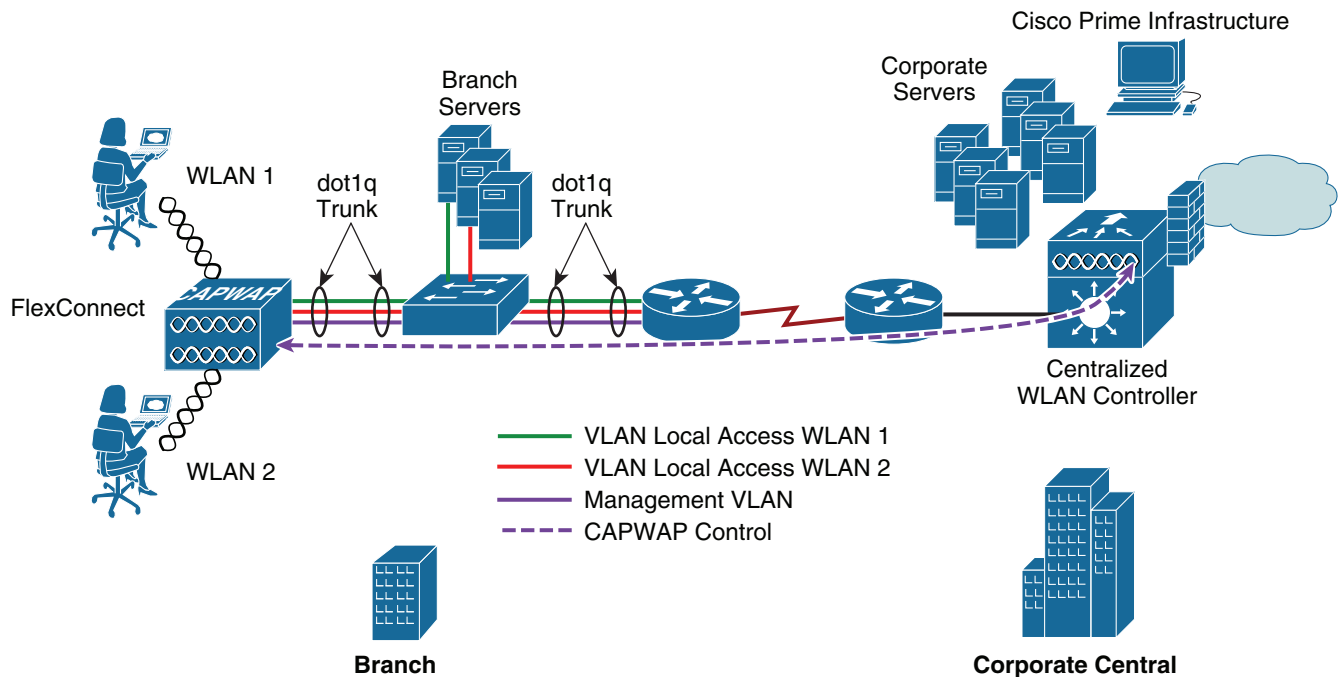 Cisco Prime Infrastructure
Corporate
Servers
Branch
Servers
WLAN 1
dot1q
Trunk
dot1q
Trunk
FlexConnect
CAPWAP
Centralized
WLAN Controller
WLAN 2
VLAN Local Access WLAN 1
VLAN Local Access WLAN 2
Management VLAN
CAPWAP Control
Branch
Corporate Central